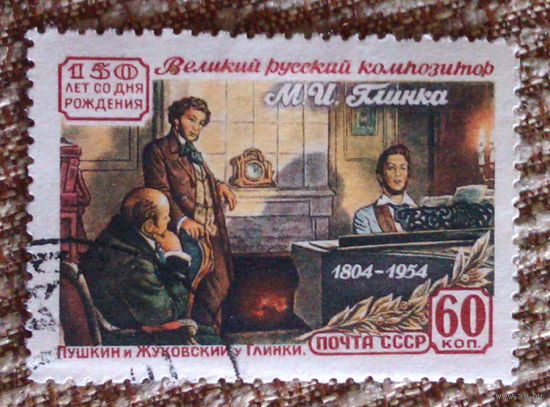 150
ЛЕТ СО ДНЯ
РОЖДЕНИЯ
Великий русский композитор
М.И. Глинка
1804-1954
ПУШКИН И ЖУКОВСКИЙ У ГЛИНКИ.
ПОЧТА СССР
60
КОП.